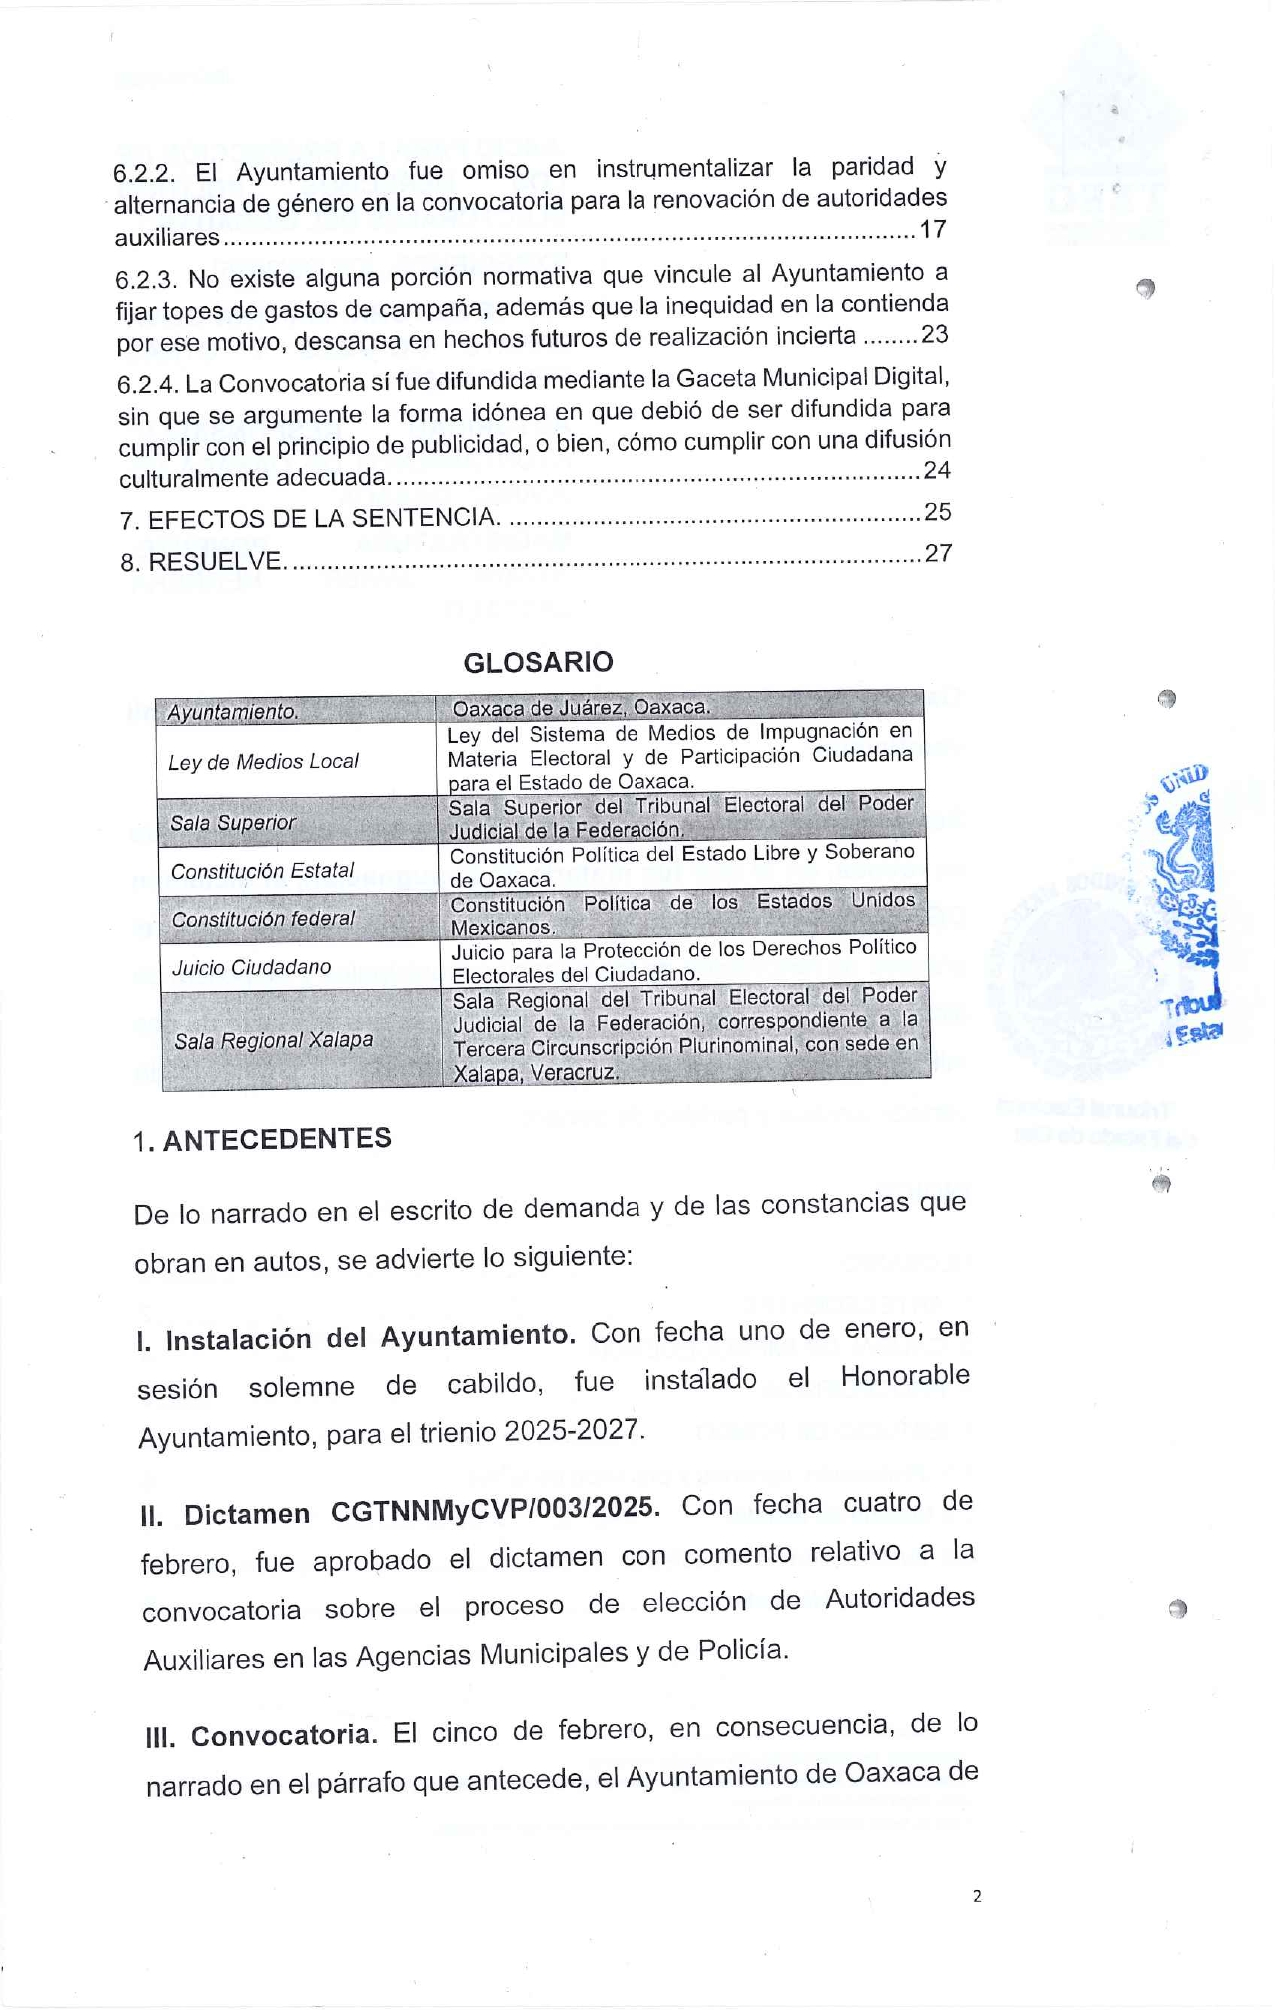 6.2.2. El Ayuntamiento fue omiso en instrumentalizar la paridad y
alternancia de género en la convocatoria para la renovación de autoridades
auxiliares.....................................................................................................17
6.2.3. No existe alguna porción normativa que vincule al Ayuntamiento a
fijar topes de gastos de campaña, además que la inequidad en la contienda
por ese motivo, descansa en hechos futuros de realización incierta ........23
6.2.4. La Convocatoria sí fue difundida mediante la Gaceta Municipal Digital,
sin que se argumente la forma idónea en que debió de ser difundida para
cumplir con el principio de publicidad, o bien, cómo cumplir con una difusión
culturalmente adecuada..............................................................................24
7. EFECTOS DE LA SENTENCIA. ............................................................25
8. RESUELVE.............................................................................................27
GLOSARIO
Ayuntamiento. Oaxaca de Juárez, Oaxaca.
Ley de Medios Local Ley del Sistema de Medios de Impugnación en
Materia Electoral y de Participación Ciudadana
para el Estado de Oaxaca.
Sala Superior Sala Superior del Tribunal Electoral del Poder
Judicial de la Federación.
Constitución Estatal Constitución Política del Estado Libre y Soberano
de Oaxaca.
Constitución federal Constitución Política de los Estados Unidos
Mexicanos.
Juicio Ciudadano Juicio para la Protección de los Derechos Político
Electorales del Ciudadano.
Sala Regional Xalapa Sala Regional del Tribunal Electoral del Poder
Judicial de la Federación, correspondiente a la
Tercera Circunscripción Plurinominal, con sede en
Xalapa, Veracruz.
1. ANTECEDENTES
De lo narrado en el escrito de demanda y de las constancias que
obran en autos, se advierte lo siguiente:
I. Instalación del Ayuntamiento. Con fecha uno de enero, en
sesión solemne de cabildo, fue instalado el Honorable
Ayuntamiento, para el trienio 2025-2027.
II. Dictamen CGTNNMyCVP/003/2025. Con fecha cuatro de
febrero, fue aprobado el dictamen con comento relativo a la
convocatoria sobre el proceso de elección de Autoridades
Auxiliares en las Agencias Municipales y de Policía.
III. Convocatoria. El cinco de febrero, en consecuencia, de lo
narrado en el párrafo que antecede, el Ayuntamiento de Oaxaca de
2